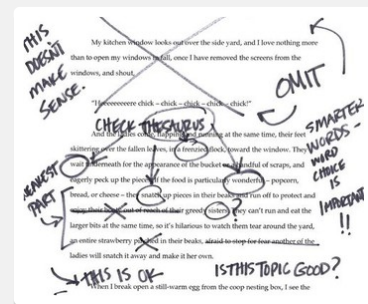 THIS
DOESN'T
MAKE
SENSE.
My kitchen window looks out over the side yard, and I love nothing more
than to open my windows in fall, once I have removed the screens from the
windows, and shout,
OMIT
"Heeeeeeere chick – chick – chick – chick – chick!"
CHECK THESAURUS
And the ladies come, flapping and running at the same time, their feet
skittering over the fallen leaves, in a frenzied flock, toward the window. They
wait underneath for the appearance of the bucket or handful of scraps, and
eagerly peck up the pieces. If the food is particularly wonderful – popcorn,
bread, or cheese – they snatch up pieces in their beaks and run off to protect and
enjoy their booty out of reach of their greedy sisters. They can't run and eat the
larger bits at the same time, so it's hilarious to watch them tear around the yard,
an entire strawberry in their beaks, afraid to stop for fear another of the
ladies will snatch it away and make it her own.
SMARTER
WORDS –
WORD
CHOICE
IS
IMPORTANT
!!
WEAKEST
PART
THIS IS OK
IS THIS TOPIC GOOD?
When I break open a still-warm egg from the coop nesting box, I see the